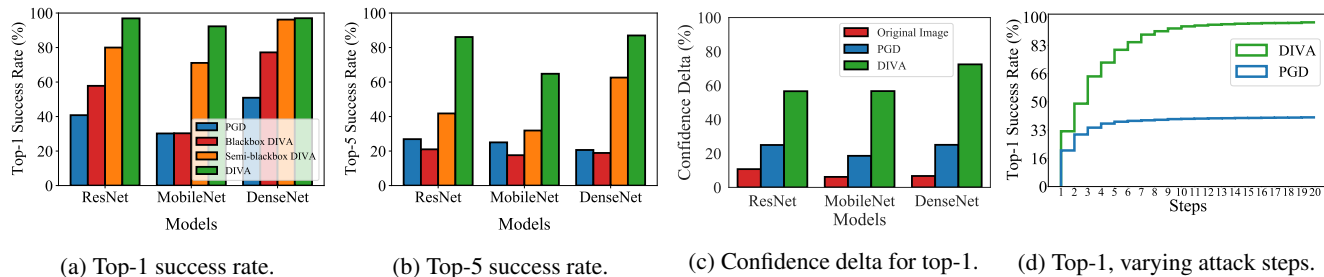 100
80
60
40
20
0
Top-1 Success Rate (%)
PGD
Blackbox DIVA
Semi-blackbox DIVA
DIVA
ResNet
MobileNet
DenseNet
Models
(a) Top-1 success rate.
100
80
60
40
20
0
Top-5 Success Rate (%)
ResNet
MobileNet
DenseNet
Models
(b) Top-5 success rate.
100
80
60
40
20
0
Confidence Delta (%)
Original Image
PGD
DIVA
ResNet
MobileNet
DenseNet
Models
(c) Confidence delta for top-1.
100
83
66
50
33
16
0
Top-1 Success Rate (%)
DIVA
PGD
1 2 3 4 5 6 7 8 9 10 11 12 13 14 15 16 17 18 19 20
Steps
(d) Top-1, varying attack steps.